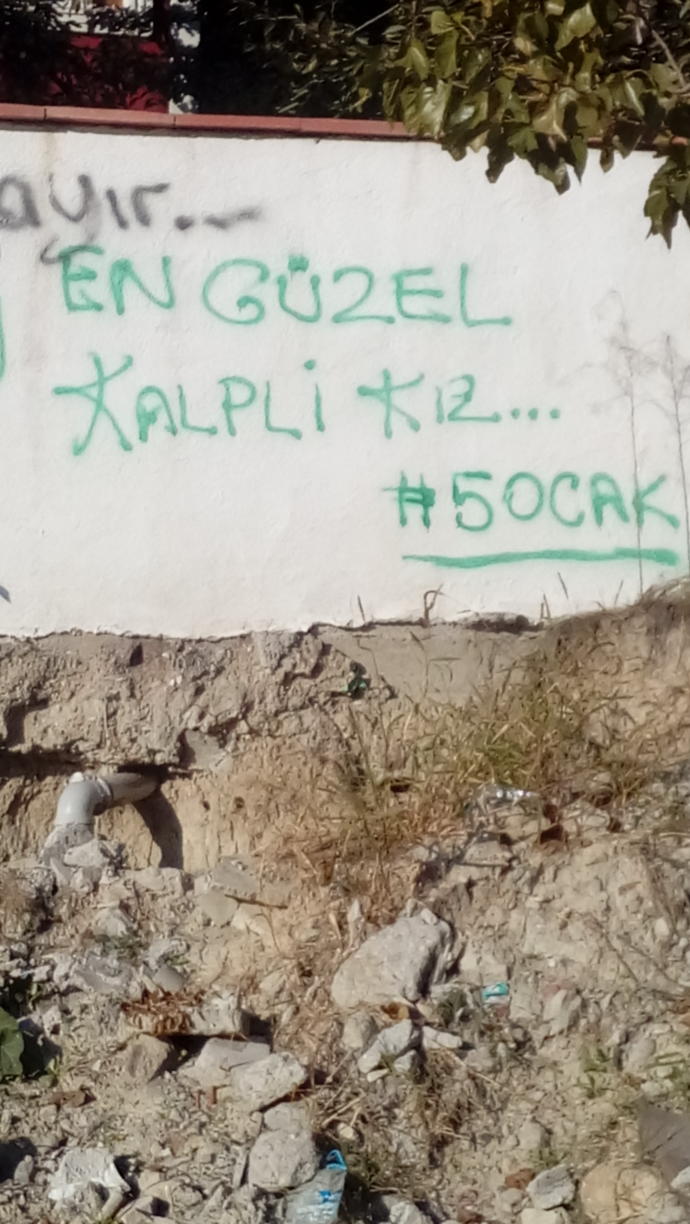 ayır...
EN GÜZEL
KALPLİ KIZ...
#5OCAK